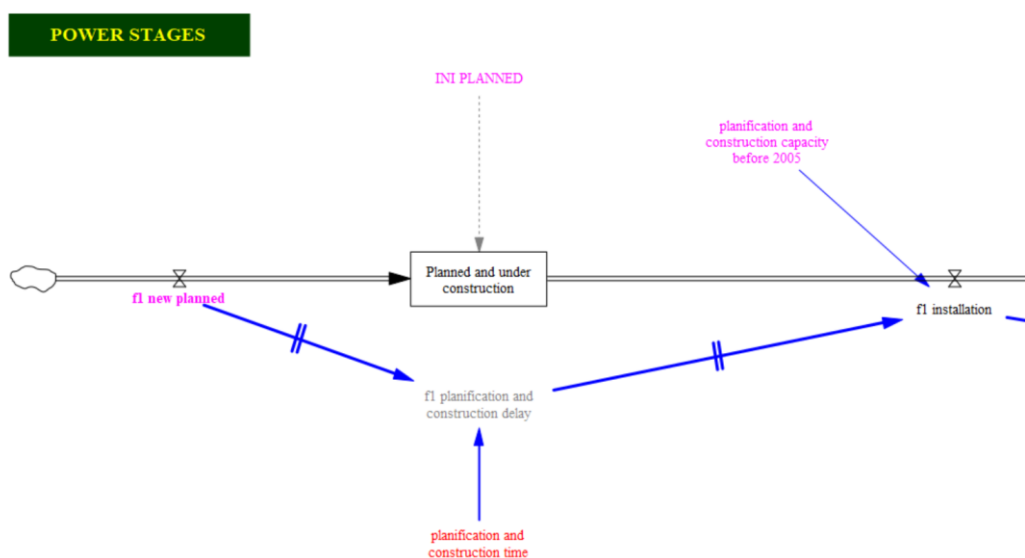 POWER STAGES
INI PLANNED
planification and
construction capacity
before 2005
Planned and under
construction
f1 new planned
f1 installation
f1 planification and
construction delay
planification and
construction time